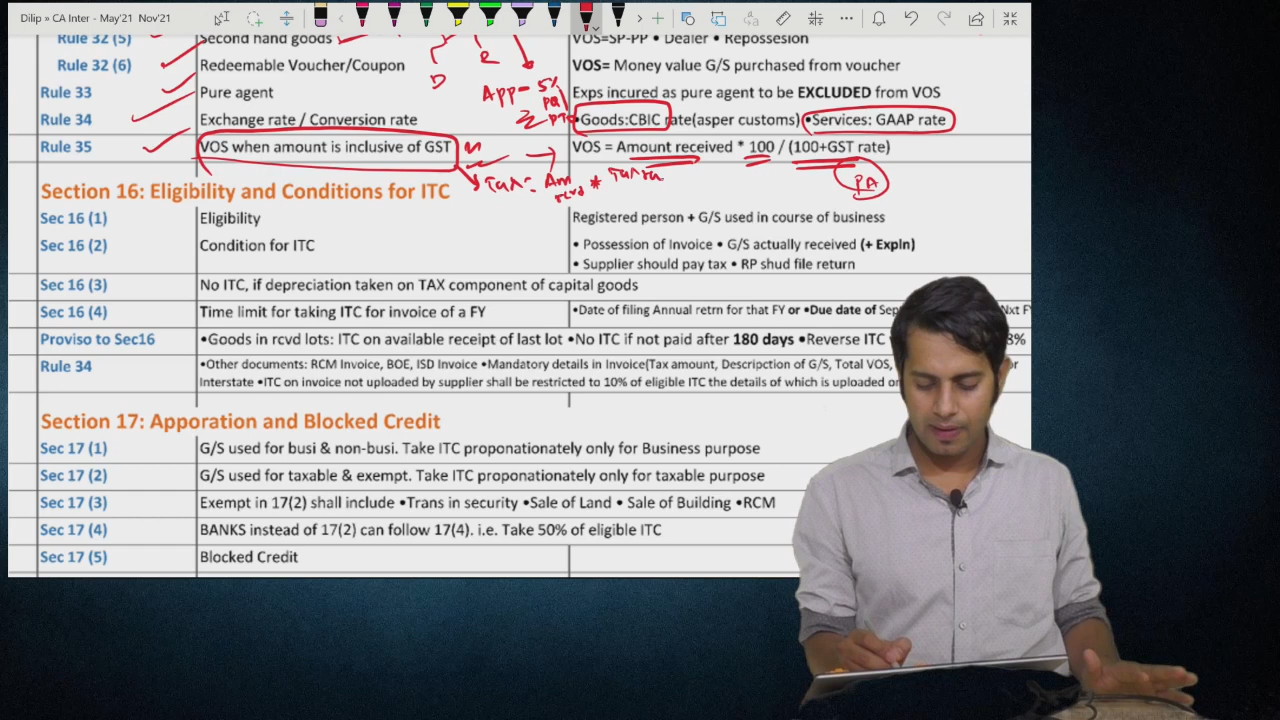 Dilip » CA Inter - May'21 Nov'21
Rule 32 (5) Second hand goods VOS=SP-PP • Dealer • Repossesion
D R
Rule 32 (6) Redeemable Voucher/Coupon VOS= Money value G/S purchased from voucher
App - 5%
Rule 33 Pure agent Exps incured as pure agent to be EXCLUDED from VOS
Rule 34 Exchange rate / Conversion rate •Goods:CBIC rate(asper customs) •Services: GAAP rate
Rule 35 VOS when amount is inclusive of GST VOS = Amount received * 100 / (100+GST rate)
Tax = Am rcvd * Tax ra
PA
Section 16: Eligibility and Conditions for ITC
Sec 16 (1) Eligibility Registered person + G/S used in course of business
Sec 16 (2) Condition for ITC • Possession of Invoice • G/S actually received (+ Expln)
• Supplier should pay tax • RP shud file return
Sec 16 (3) No ITC, if depreciation taken on TAX component of capital goods
Sec 16 (4) Time limit for taking ITC for invoice of a FY •Date of filing Annual retrn for that FY or •Due date of Sep Nxt FY
Proviso to Sec16 •Goods in rcvd lots: ITC on available receipt of last lot •No ITC if not paid after 180 days •Reverse ITC 8%
Rule 34 •Other documents: RCM Invoice, BOE, ISD Invoice •Mandatory details in Invoice(Tax amount, Descripction of G/S, Total VOS, or
Interstate •ITC on invoice not uploaded by supplier shall be restricted to 10% of eligible ITC the details of which is uploaded
Section 17: Apporation and Blocked Credit
Sec 17 (1) G/S used for busi & non-busi. Take ITC proponationately only for Business purpose
Sec 17 (2) G/S used for taxable & exempt. Take ITC proponationately only for taxable purpose
Sec 17 (3) Exempt in 17(2) shall include •Trans in security •Sale of Land • Sale of Building •RCM
Sec 17 (4) BANKS instead of 17(2) can follow 17(4). i.e. Take 50% of eligible ITC
Sec 17 (5) Blocked Credit